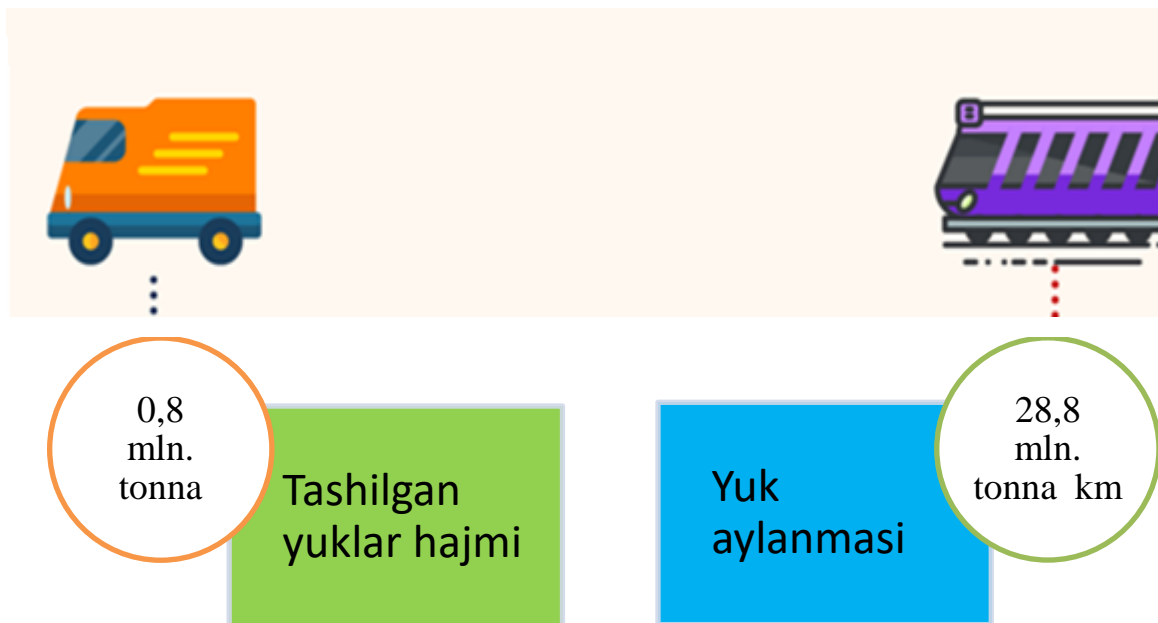 0,8
mln.
tonna
Tashilgan
yuklar hajmi
Yuk
aylanmasi
28,8
mln.
tonna km